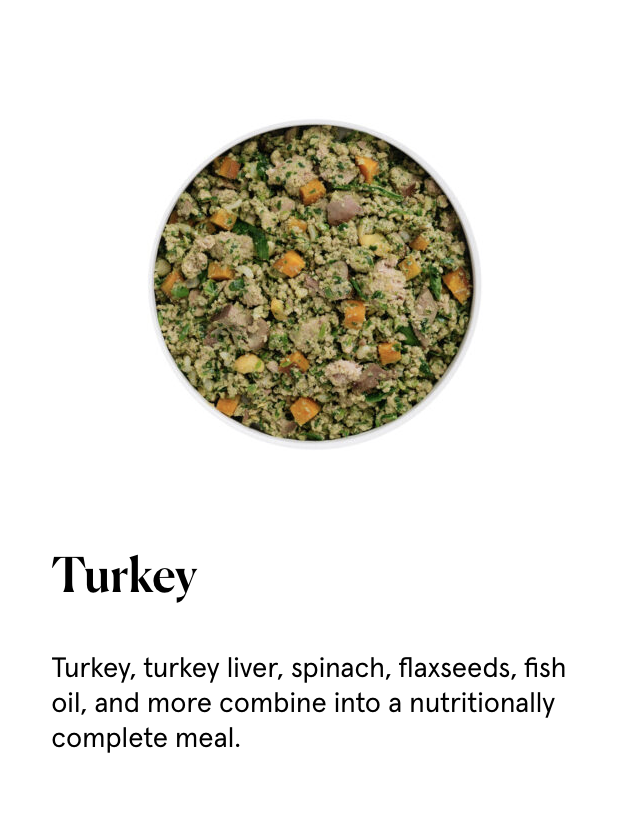 Turkey
Turkey, turkey liver, spinach, flaxseeds, fish
oil, and more combine into a nutritionally
complete meal.